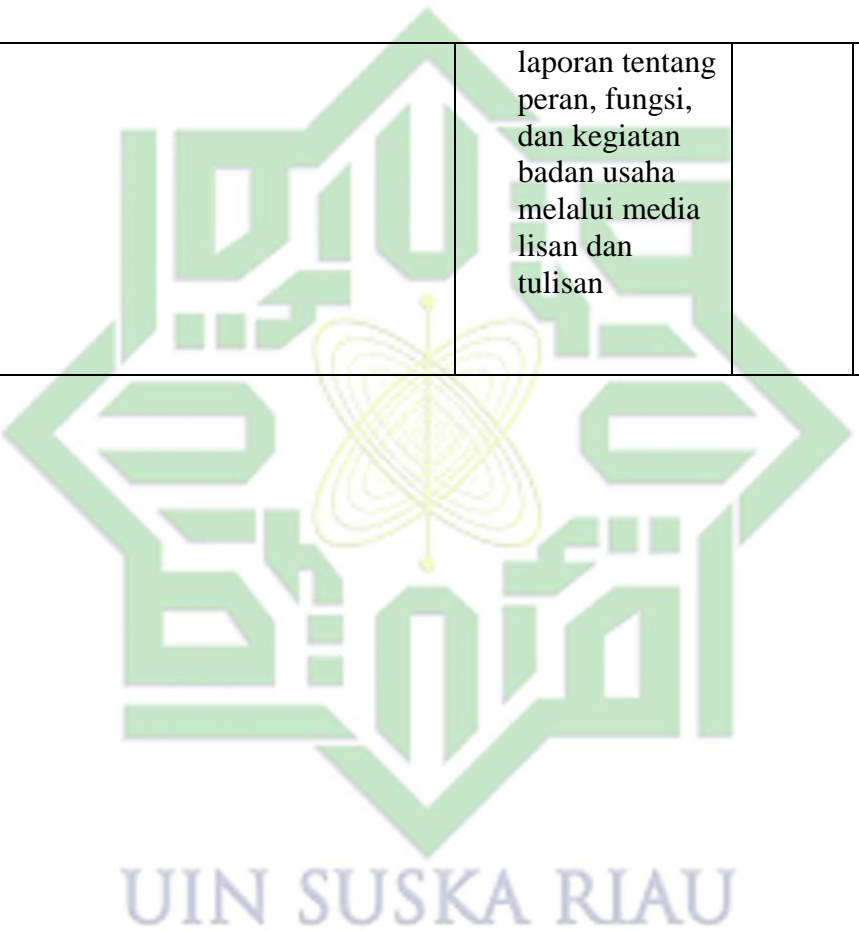 laporan tentang
peran, fungsi,
dan kegiatan
badan usaha
melalui media
lisan dan
tulisan
UIN SUSKA RIAU